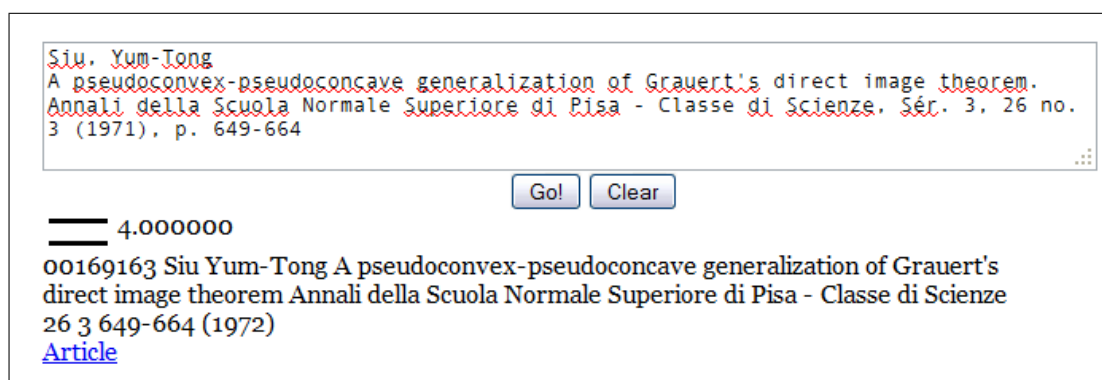 Siu, Yum-Tong
A pseudoconvex-pseudoconcave generalization of Grauert's direct image theorem.
Annali della Scuola Normale Superiore di Pisa - Classe di Scienze, Sér. 3, 26 no.
3 (1971), p. 649-664
Go! Clear
4.000000
00169163 Siu Yum-Tong A pseudoconvex-pseudoconcave generalization of Grauert's
direct image theorem Annali della Scuola Normale Superiore di Pisa - Classe di Scienze
26 3 649-664 (1972)
Article